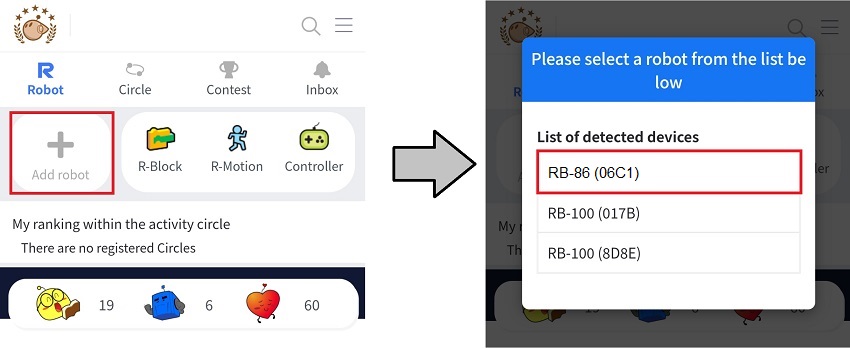 Robot
Circle
Contest
Inbox
Add robot
R-Block
R-Motion
Controller
My ranking within the activity circle
There are no registered Circles
19
6
60
Please select a robot from the list be
low
List of detected devices
RB-86 (06C1)
RB-100 (017B)
RB-100 (8D8E)